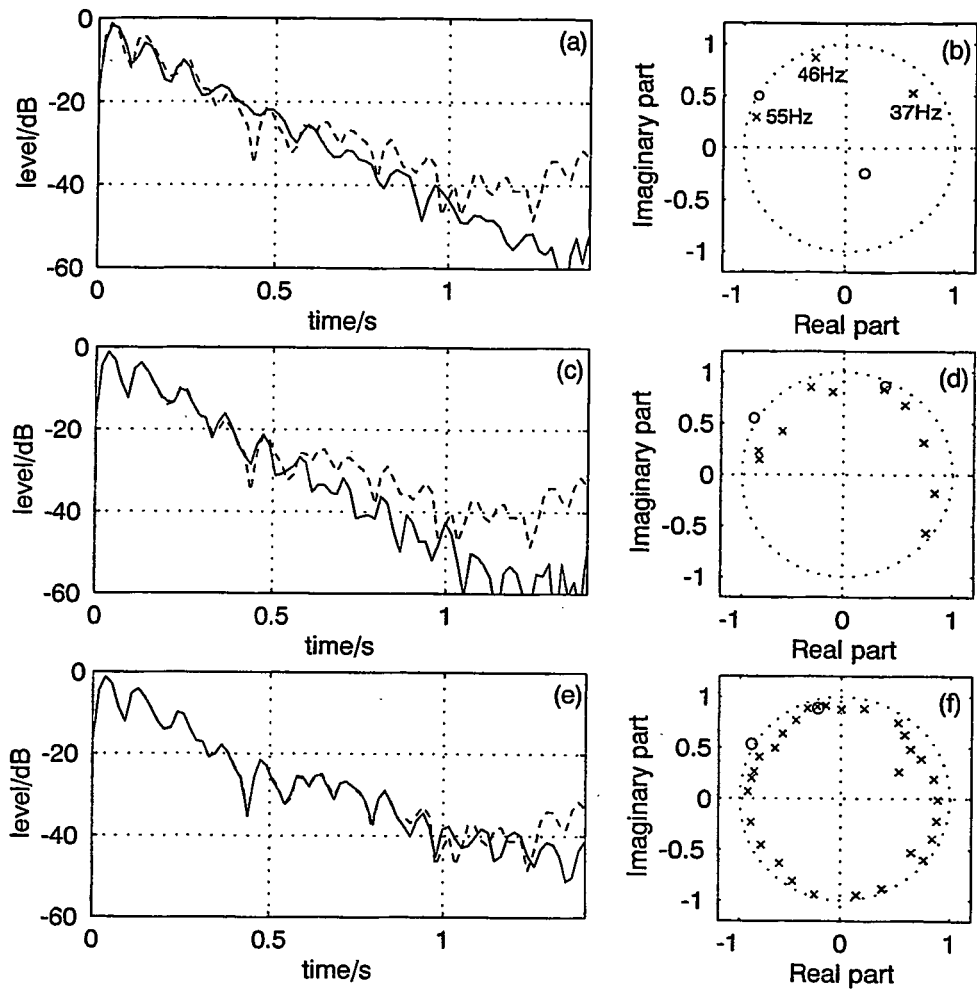 0
-20
-40
-60
level/dB
(a)
0
0.5
1
time/s
1
0.5
0
-0.5
-1
Imaginary part
(b)
46Hz
37Hz
55Hz
-1
0
1
Real part
0
-20
-40
-60
level/dB
(c)
0
0.5
1
time/s
1
0.5
0
-0.5
-1
Imaginary part
(d)
-1
0
1
Real part
0
-20
-40
-60
level/dB
(e)
0
0.5
1
time/s
1
0.5
0
-0.5
-1
Imaginary part
(f)
-1
0
1
Real part